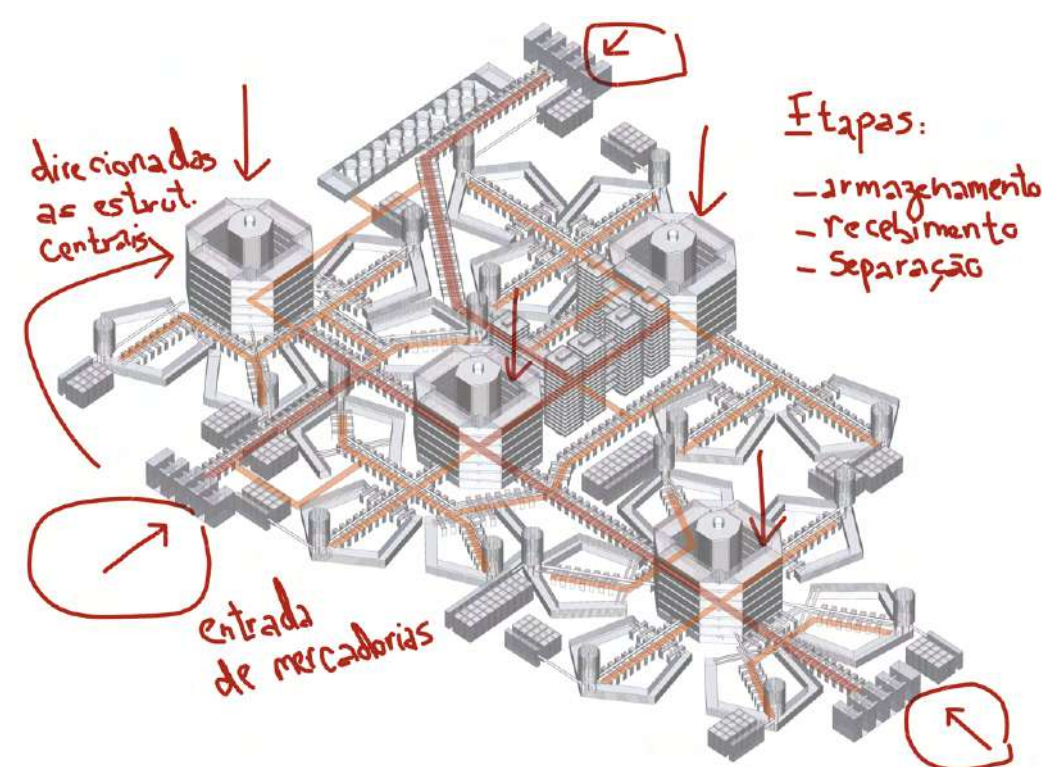 direcionadas
as estrut.
centrais
Etapas:
- armazenamento
- recebimento
- Separação
entrada
de mercadorias